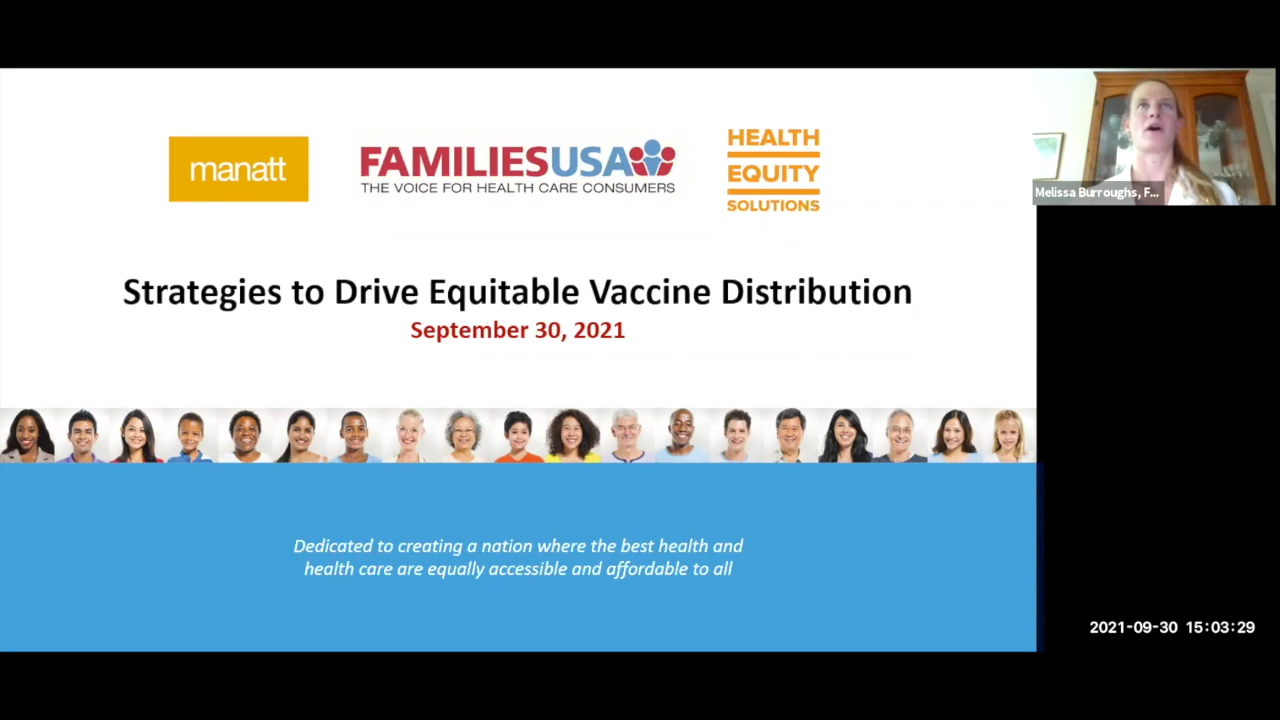 manatt
FAMILIESUSA
THE VOICE FOR HEALTH CARE CONSUMERS
HEALTH
EQUITY
SOLUTIONS
Melissa Burroughs, F...
Strategies to Drive Equitable Vaccine Distribution
September 30, 2021
Dedicated to creating a nation where the best health and
health care are equally accessible and affordable to all
2021-09-30 15:03:29